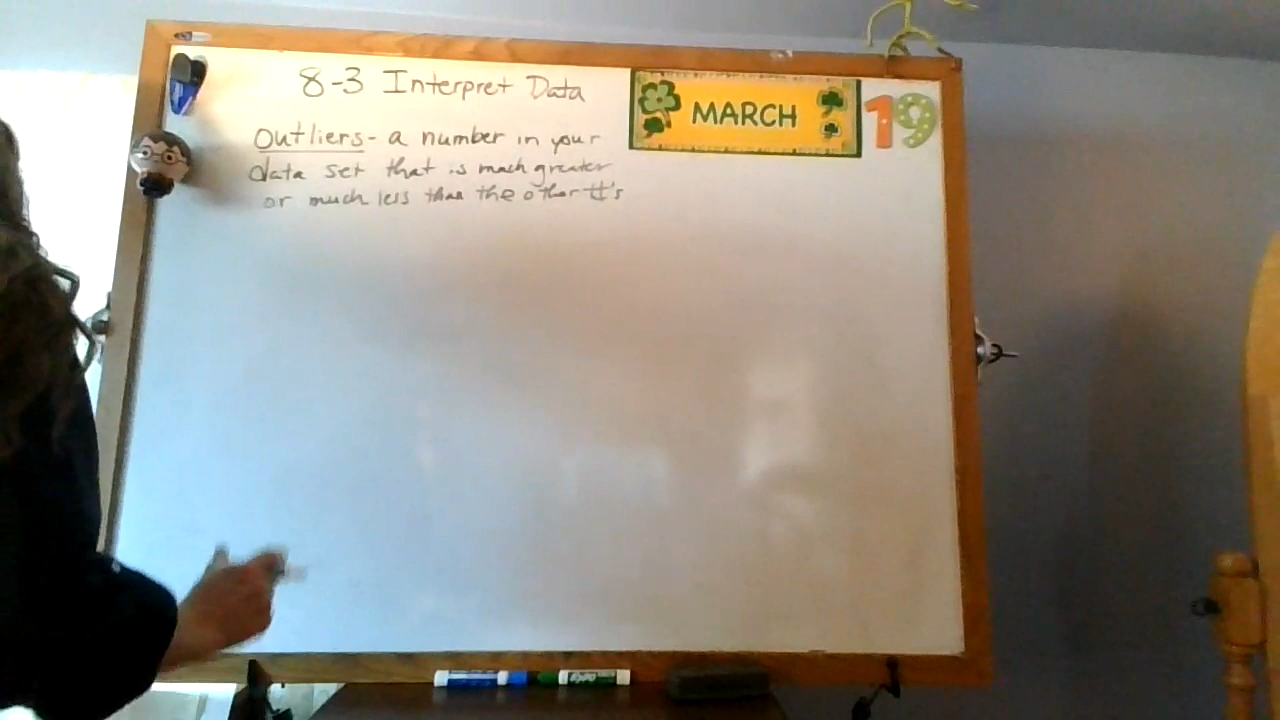 8-3 Interpret Data
MARCH
19
Outliers- a number in your
data set that is much greater
or much less than the other #'s